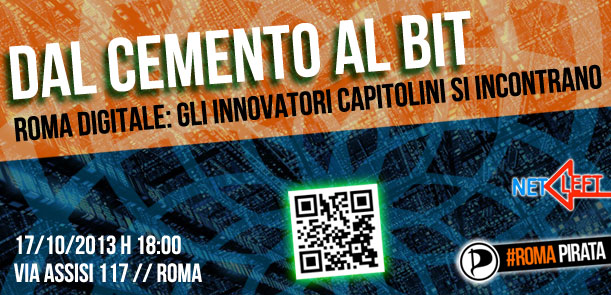 DAL CEMENTO AL BIT
ROMA DIGITALE: GLI INNOVATORI CAPITOLINI SI INCONTRANO
NETLEFT
17/10/2013 H 18:00
VIA ASSISI 117 // ROMA
P #ROMA PIRATA